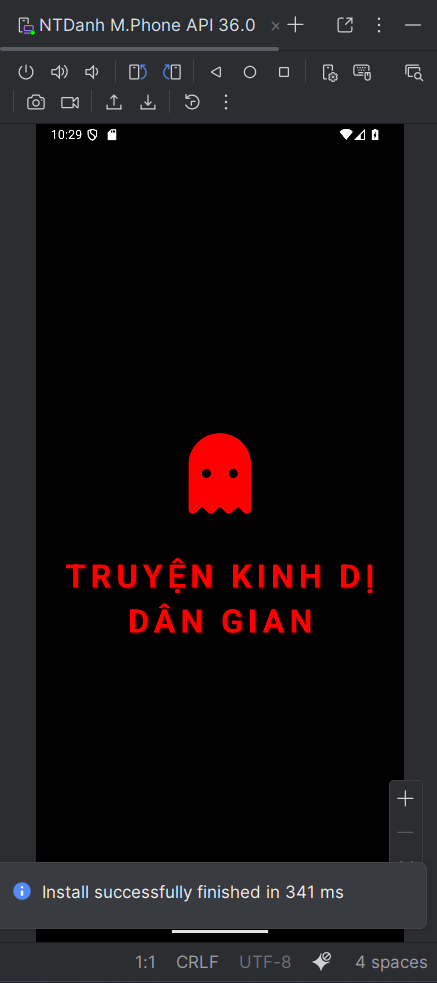 NTDanh M.Phone API 36.0
10:29
TRUYỆN KINH DỊ
DÂN GIAN
Install successfully finished in 341 ms
1:1 CRLF UTF-8 4 spaces